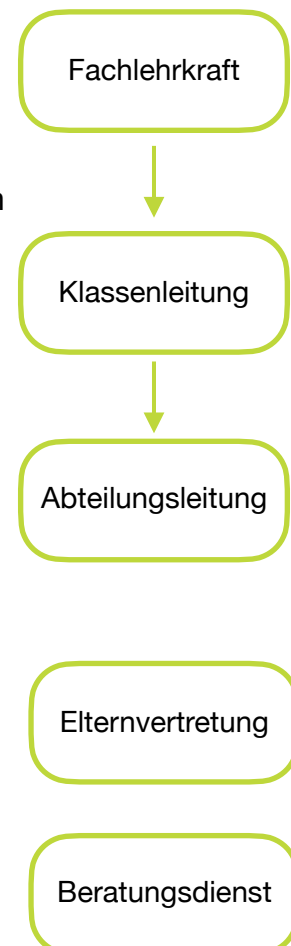 Fachlehrkraft
Klassenleitung
Abteilungsleitung
Elternvertretung
Beratungsdienst